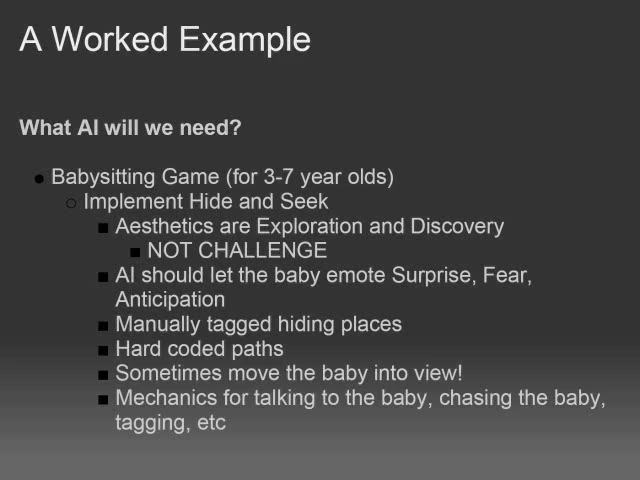 A Worked Example
What AI will we need?
Babysitting Game (for 3-7 year olds)
Implement Hide and Seek
Aesthetics are Exploration and Discovery
NOT CHALLENGE
AI should let the baby emote Surprise, Fear,
Anticipation
Manually tagged hiding places
Hard coded paths
Sometimes move the baby into view!
Mechanics for talking to the baby, chasing the baby,
tagging, etc